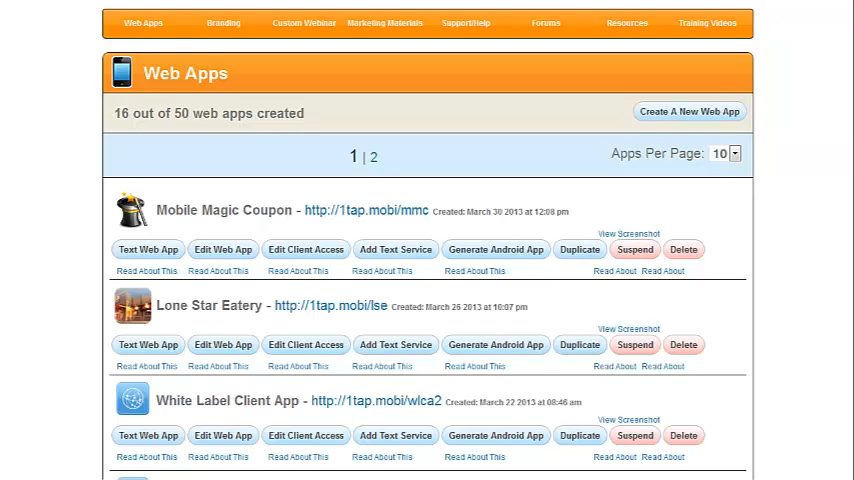 Web Apps Branding Custom Webinar Marketing Materials Support/Help Forums Resources Training Videos
Web Apps
16 out of 50 web apps created Create A New Web App
1 | 2 Apps Per Page: 10
Mobile Magic Coupon - http://1tap.mobi/mmc Created: March 30 2013 at 12:08 pm
View Screenshot
Text Web App Edit Web App Edit Client Access Add Text Service Generate Android App Duplicate Suspend Delete
Read About This Read About This Read About This Read About This Read About This Read About Read About
Lone Star Eatery - http://1tap.mobi/lse Created: March 26 2013 at 10:07 pm
View Screenshot
Text Web App Edit Web App Edit Client Access Add Text Service Generate Android App Duplicate Suspend Delete
Read About This Read About This Read About This Read About This Read About This Read About Read About
White Label Client App - http://1tap.mobi/wlca2 Created: March 22 2013 at 08:46 am
View Screenshot
Text Web App Edit Web App Edit Client Access Add Text Service Generate Android App Duplicate Suspend Delete
Read About This Read About This Read About This Read About This Read About This Read About Read About